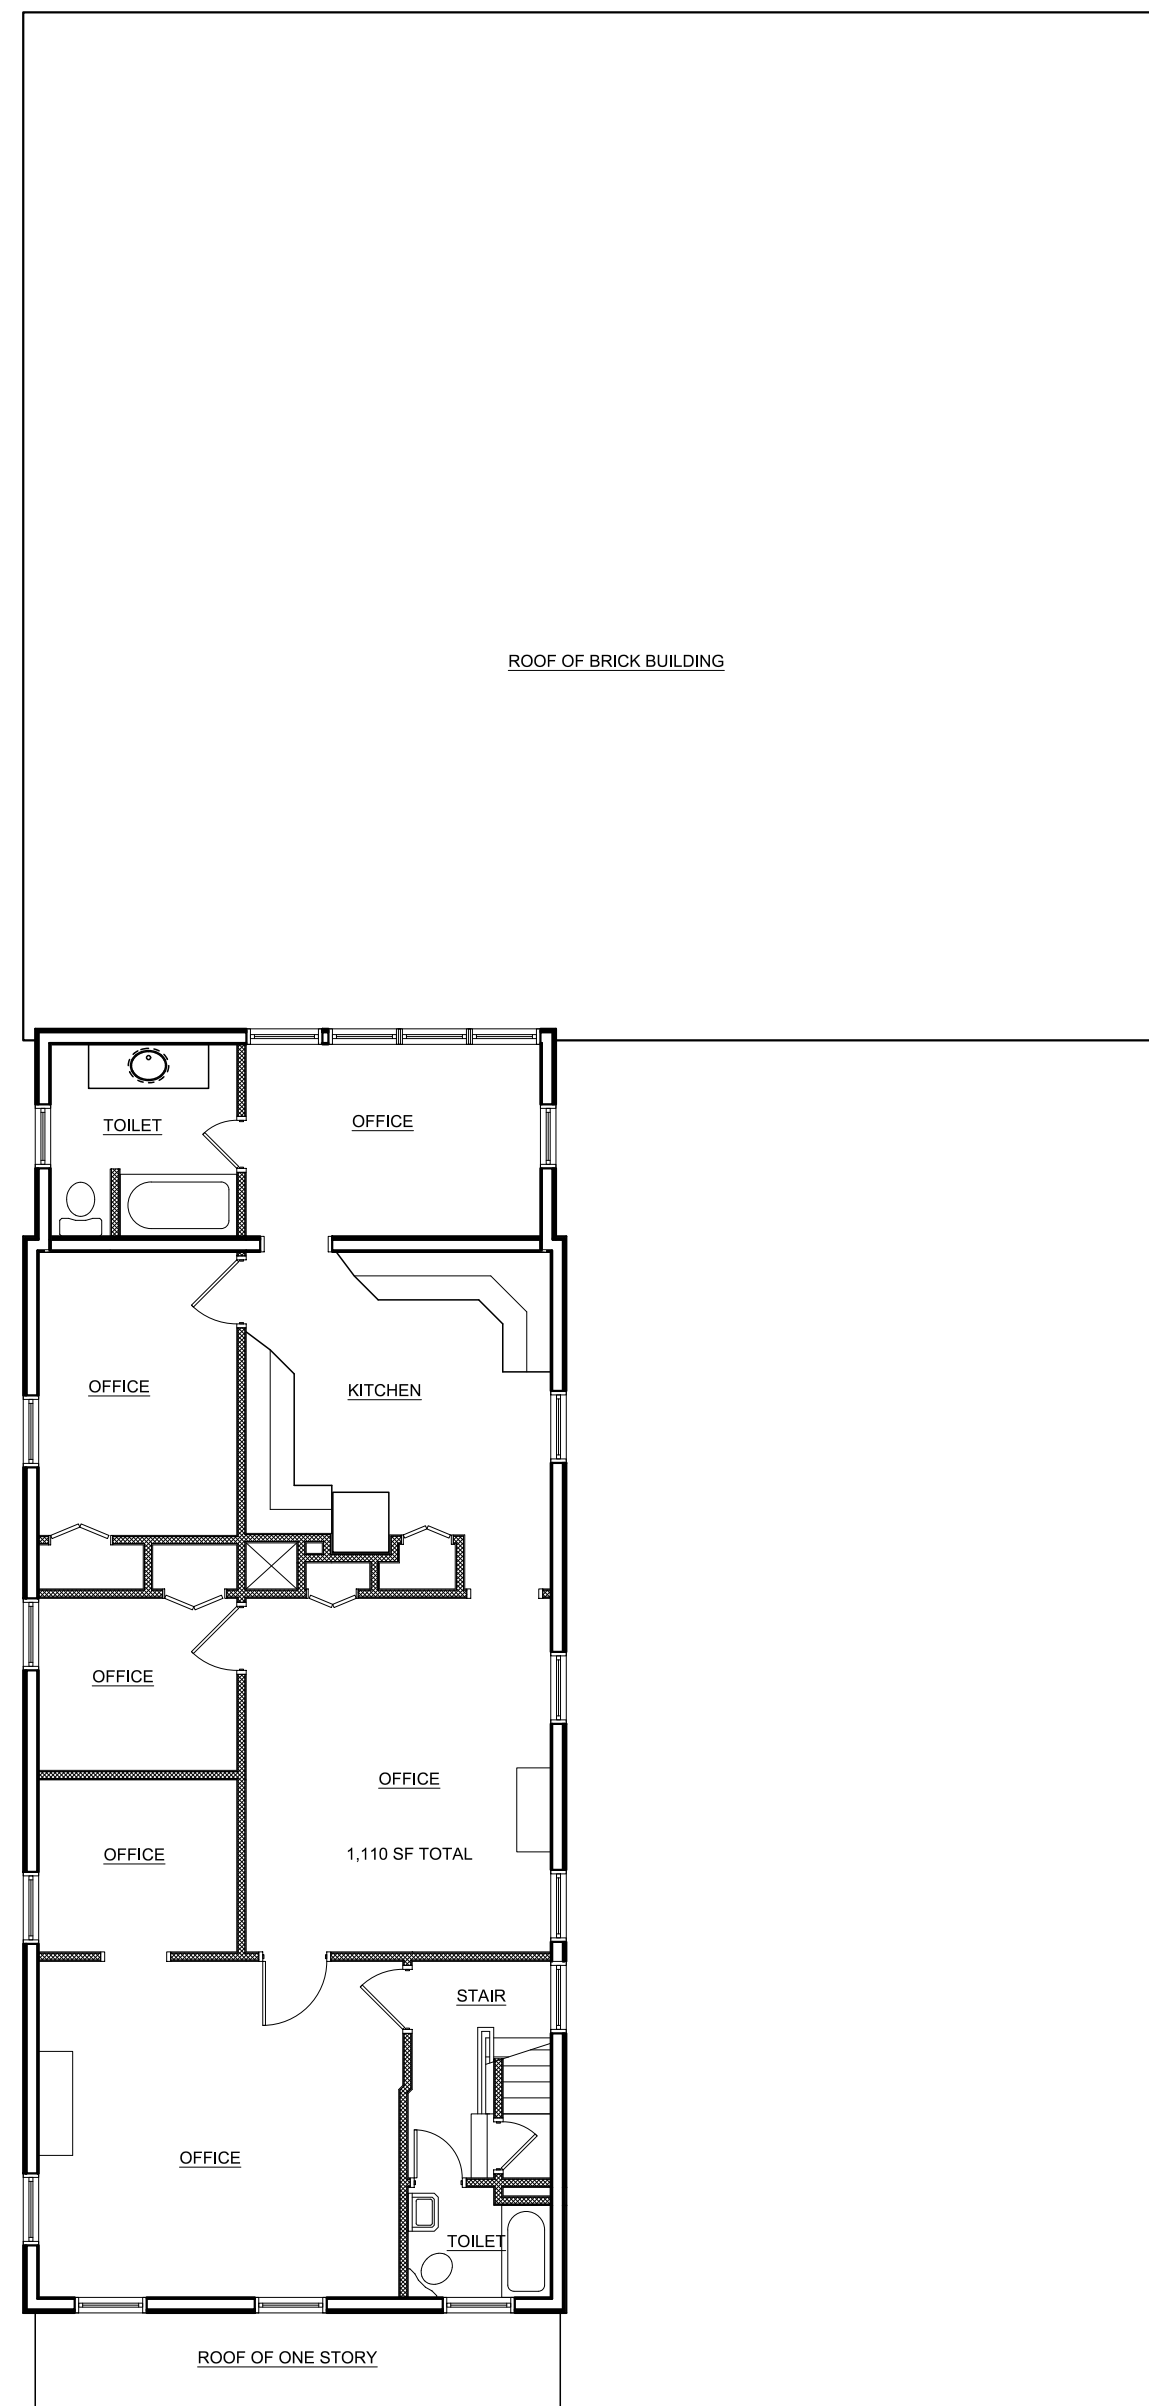 ROOF OF BRICK BUILDING
TOILET
OFFICE
OFFICE
KITCHEN
OFFICE
OFFICE
OFFICE
1,110 SF TOTAL
STAIR
OFFICE
TOILET
ROOF OF ONE STORY